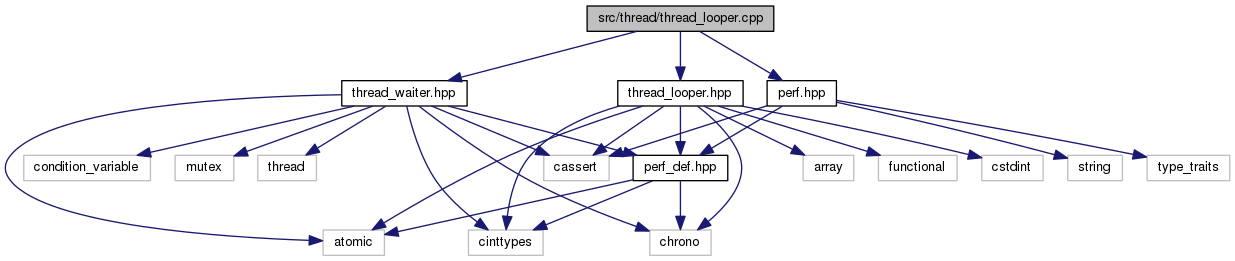 src/thread/thread_looper.cpp
thread_waiter.hpp
thread_looper.hpp
perf.hpp
condition_variable
mutex
thread
cassert
perf_def.hpp
array
functional
cstdint
string
type_traits
atomic
cinttypes
chrono